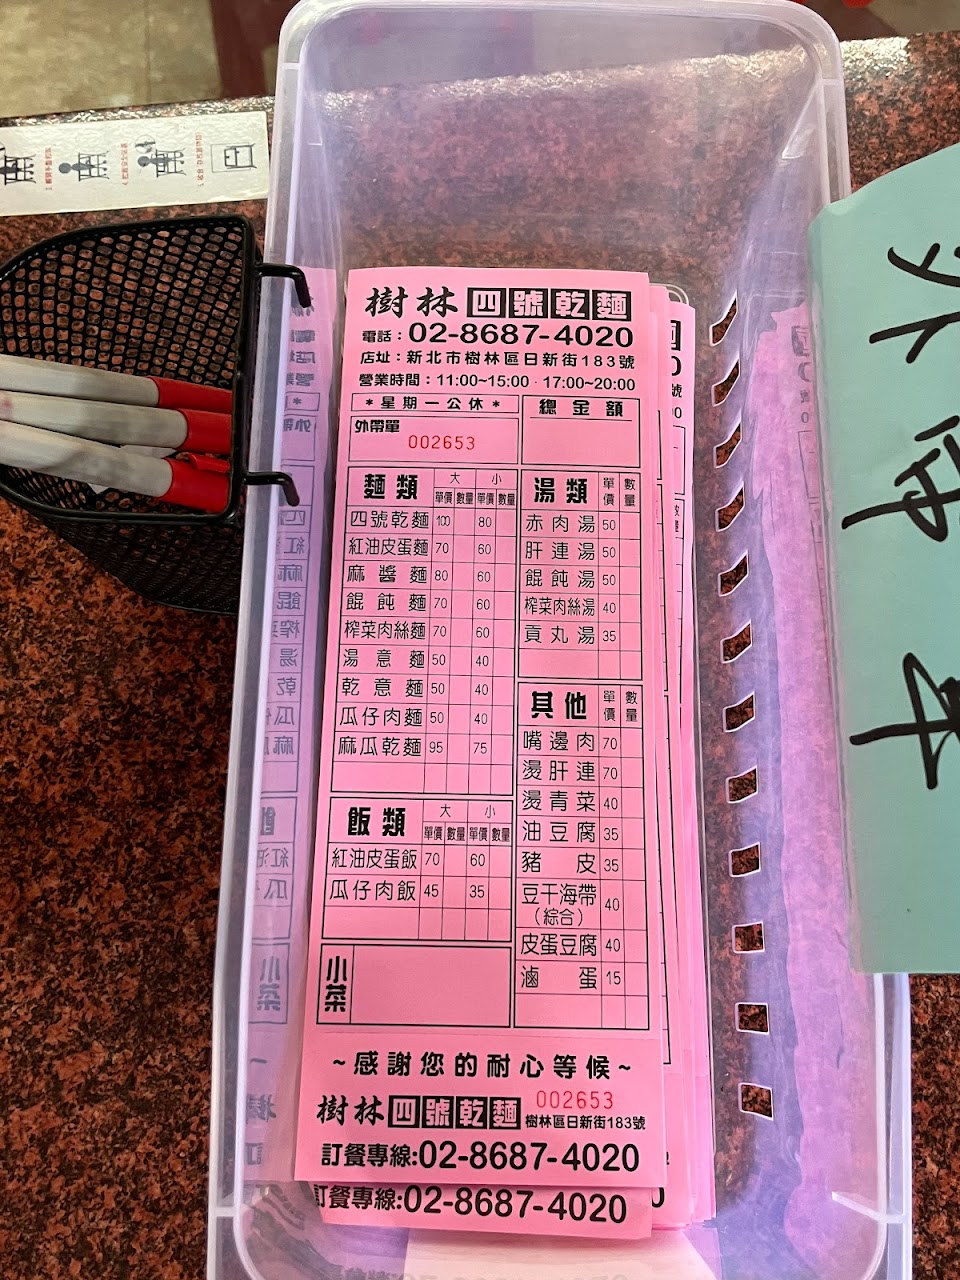 樹林四號乾麵
電話：02-8687-4020
店址：新北市樹林區日新街183號
營業時間：11:00~15:00 · 17:00~20:00
*星期一公休* 總金額
外帶單
002653
麵類 大 小
單價 數量 單價 數量
四號乾麵 100 80
紅油皮蛋麵 70 60
麻醬麵 80 60
餛飩麵 70 60
榨菜肉絲麵 70 60
湯意麵 50 40
乾意麵 50 40
瓜仔肉麵 50 40
麻瓜乾麵 95 75
飯類 大 小
單價 數量 單價 數量
紅油皮蛋飯 70 60
瓜仔肉飯 45 35
小菜
湯類 單價 數量
赤肉湯 50
肝連湯 50
餛飩湯 50
榨菜肉絲湯 40
貢丸湯 35
其他 單價 數量
嘴邊肉 70
燙肝連 70
燙青菜 40
油豆腐 35
豬皮 35
豆干海帶 40
(綜合)
皮蛋豆腐 40
滷蛋 15
~感謝您的耐心等候~
樹林四號乾麵 002653
樹林區日新街183號
訂餐專線:02-8687-4020
訂餐專線:02-8687-4020